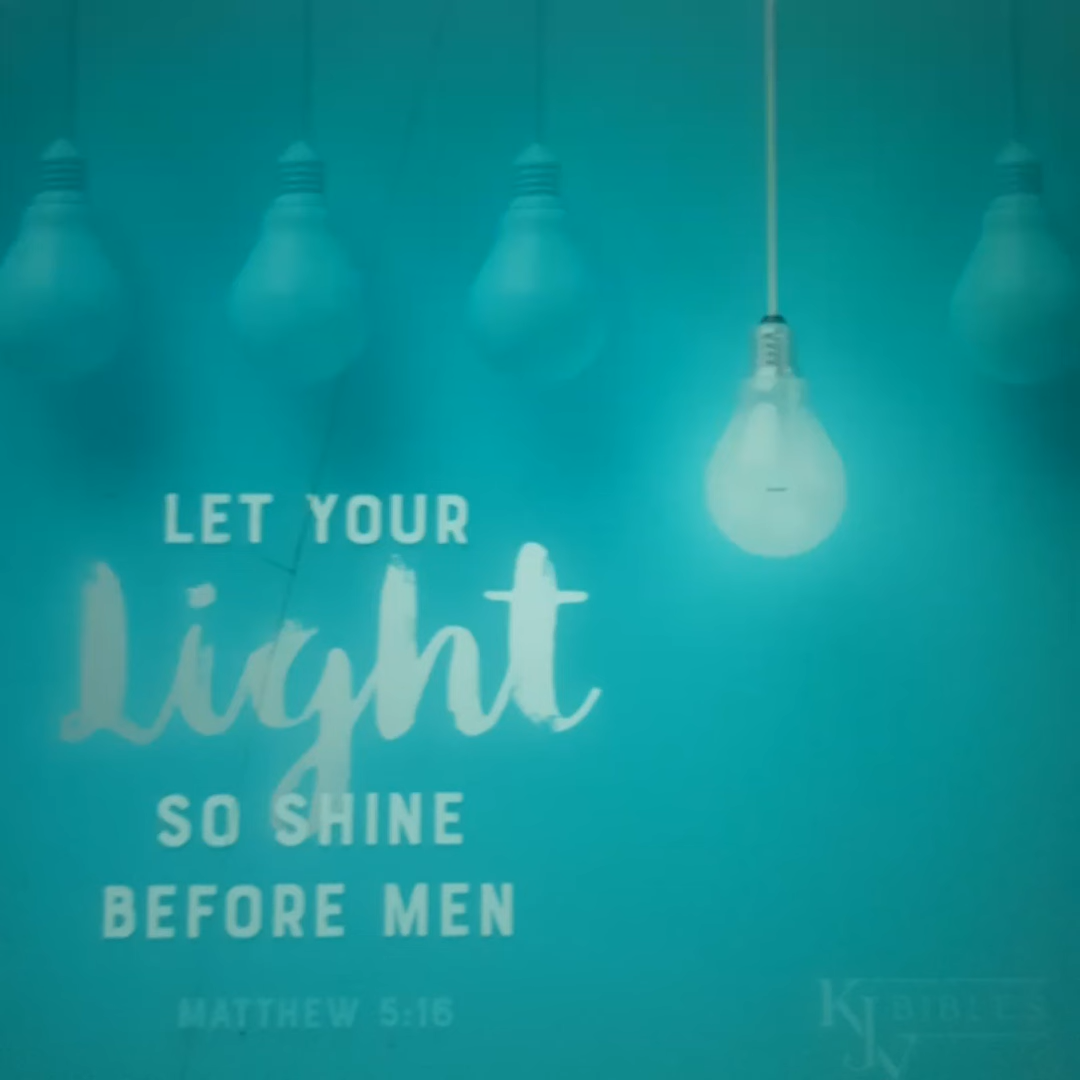 LET YOUR
Light
SO SHINE
BEFORE MEN
MATTHEW 5:16
KJV BIBLES